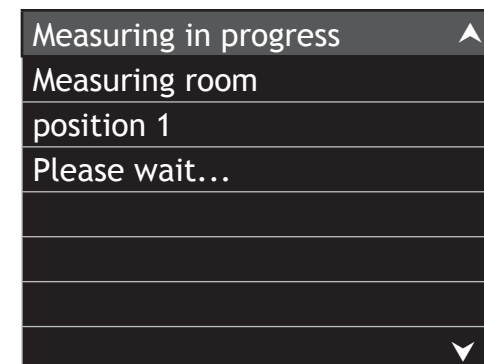 Measuring in progress
Measuring room
position 1
Please wait...